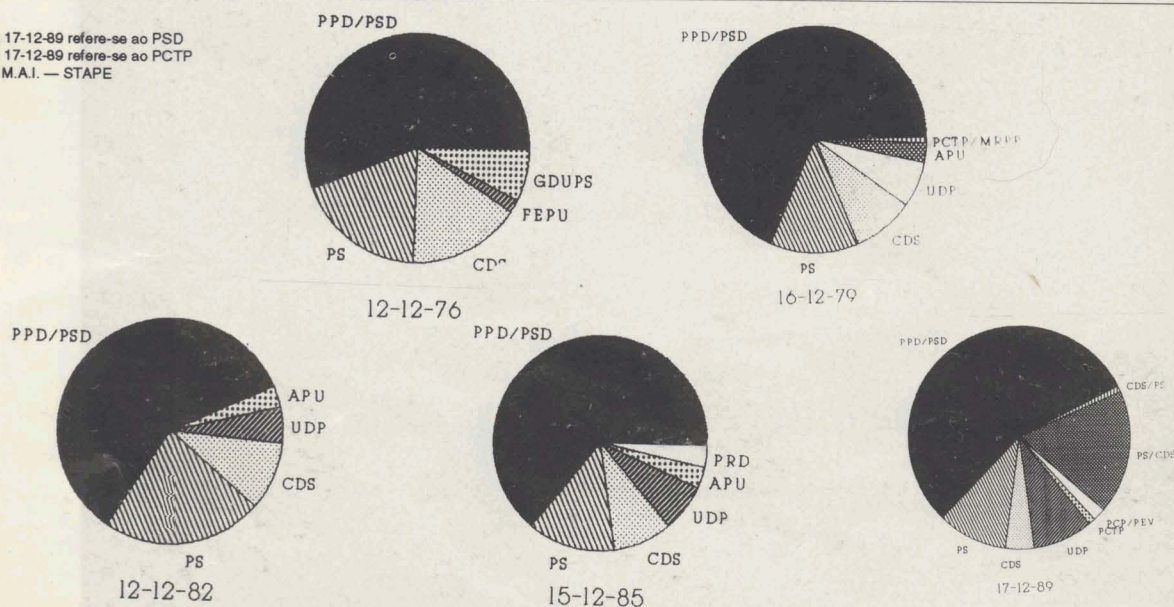 17-12-89 refere-se ao PSD
17-12-89 refere-se ao PCTP
M.A.I. — STAPE
PPD/PSD
GDUPS
FEPU
CDS
PS
12-12-76
PPD/PSD
PCTP/MRPP
APU
UDP
CDS
PS
16-12-79
PPD/PSD
APU
UDP
CDS
PS
12-12-82
PPD/PSD
PRD
APU
UDP
CDS
PS
15-12-85
PPD/PSD
CDS/PS
PS/CDS
PCP/PEV
PCTP
UDP
CDS
PS
17-12-89